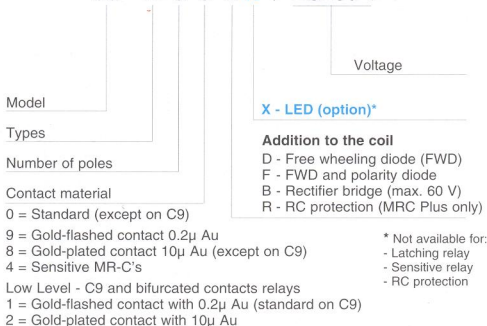 Voltage
Model
X - LED (option)*
Types
Addition to the coil
Number of poles
D - Free wheeling diode (FWD)
F - FWD and polarity diode
Contact material
B - Rectifier bridge (max. 60 V)
0 = Standard (except on C9)
R - RC protection (MRC Plus only)
9 = Gold-flashed contact 0.2µ Au
8 = Gold-plated contact 10µ Au (except on C9)
4 = Sensitive MR-C's
* Not available for:
- Latching relay
- Sensitive relay
- RC protection
Low Level - C9 and bifurcated contacts relays
1 = Gold-flashed contact with 0.2µ Au (standard on C9)
2 = Gold-plated contact with 10µ Au